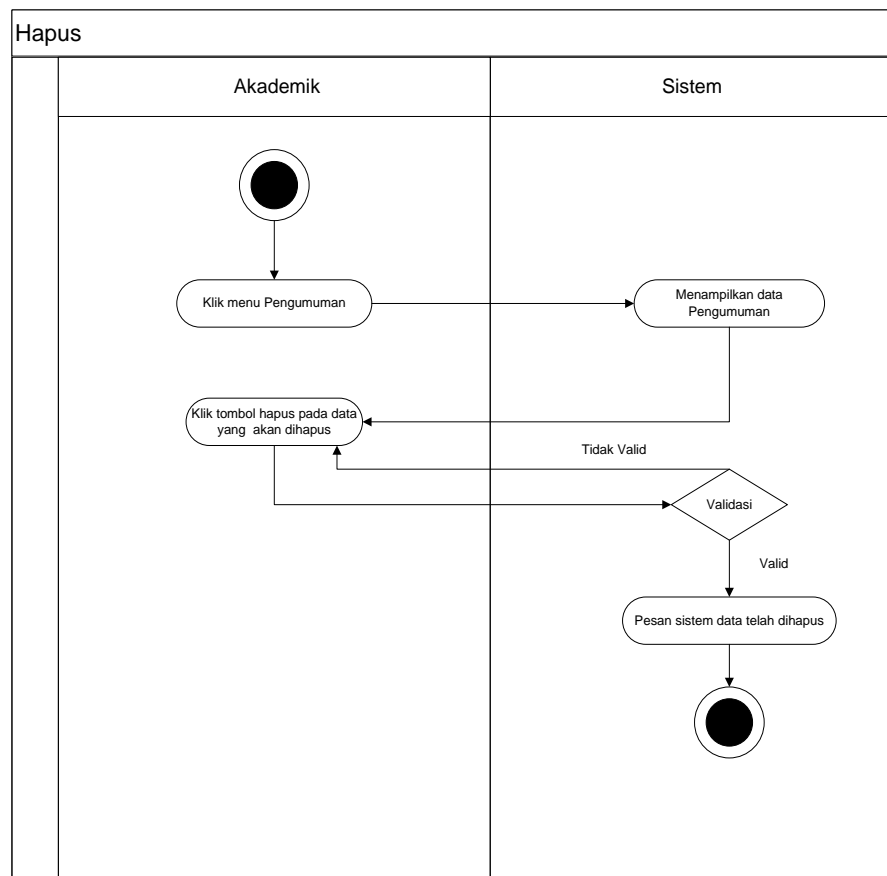 Hapus
Akademik
Sistem
Klik menu Pengumuman
Menampilkan data
Pengumuman
Klik tombol hapus pada data
yang akan dihapus
Tidak Valid
Validasi
Valid
Pesan sistem data telah dihapus